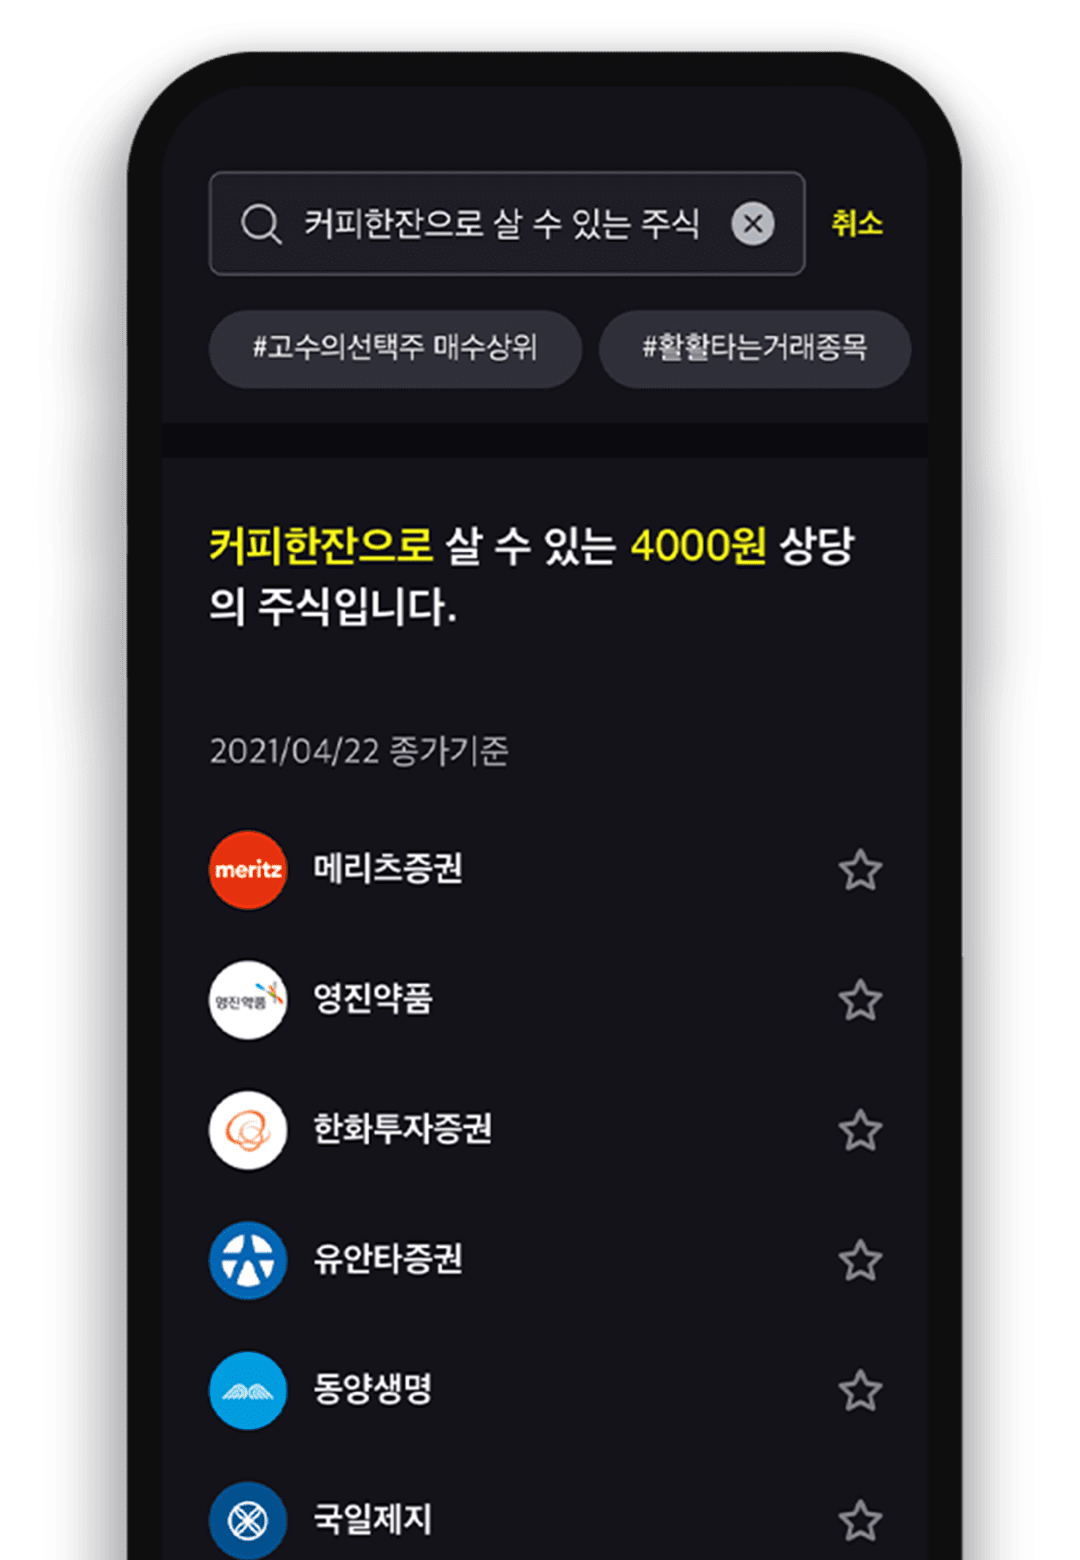 커피한잔으로 살 수 있는 주식
취소
#고수의선택주 매수상위
#활활타는거래종목
커피한잔으로 살 수 있는 4000원 상당
의 주식입니다.
2021/04/22 종가기준
meritz 메리츠증권
영진약품 영진약품
한화투자증권
유안타증권
동양생명
국일제지